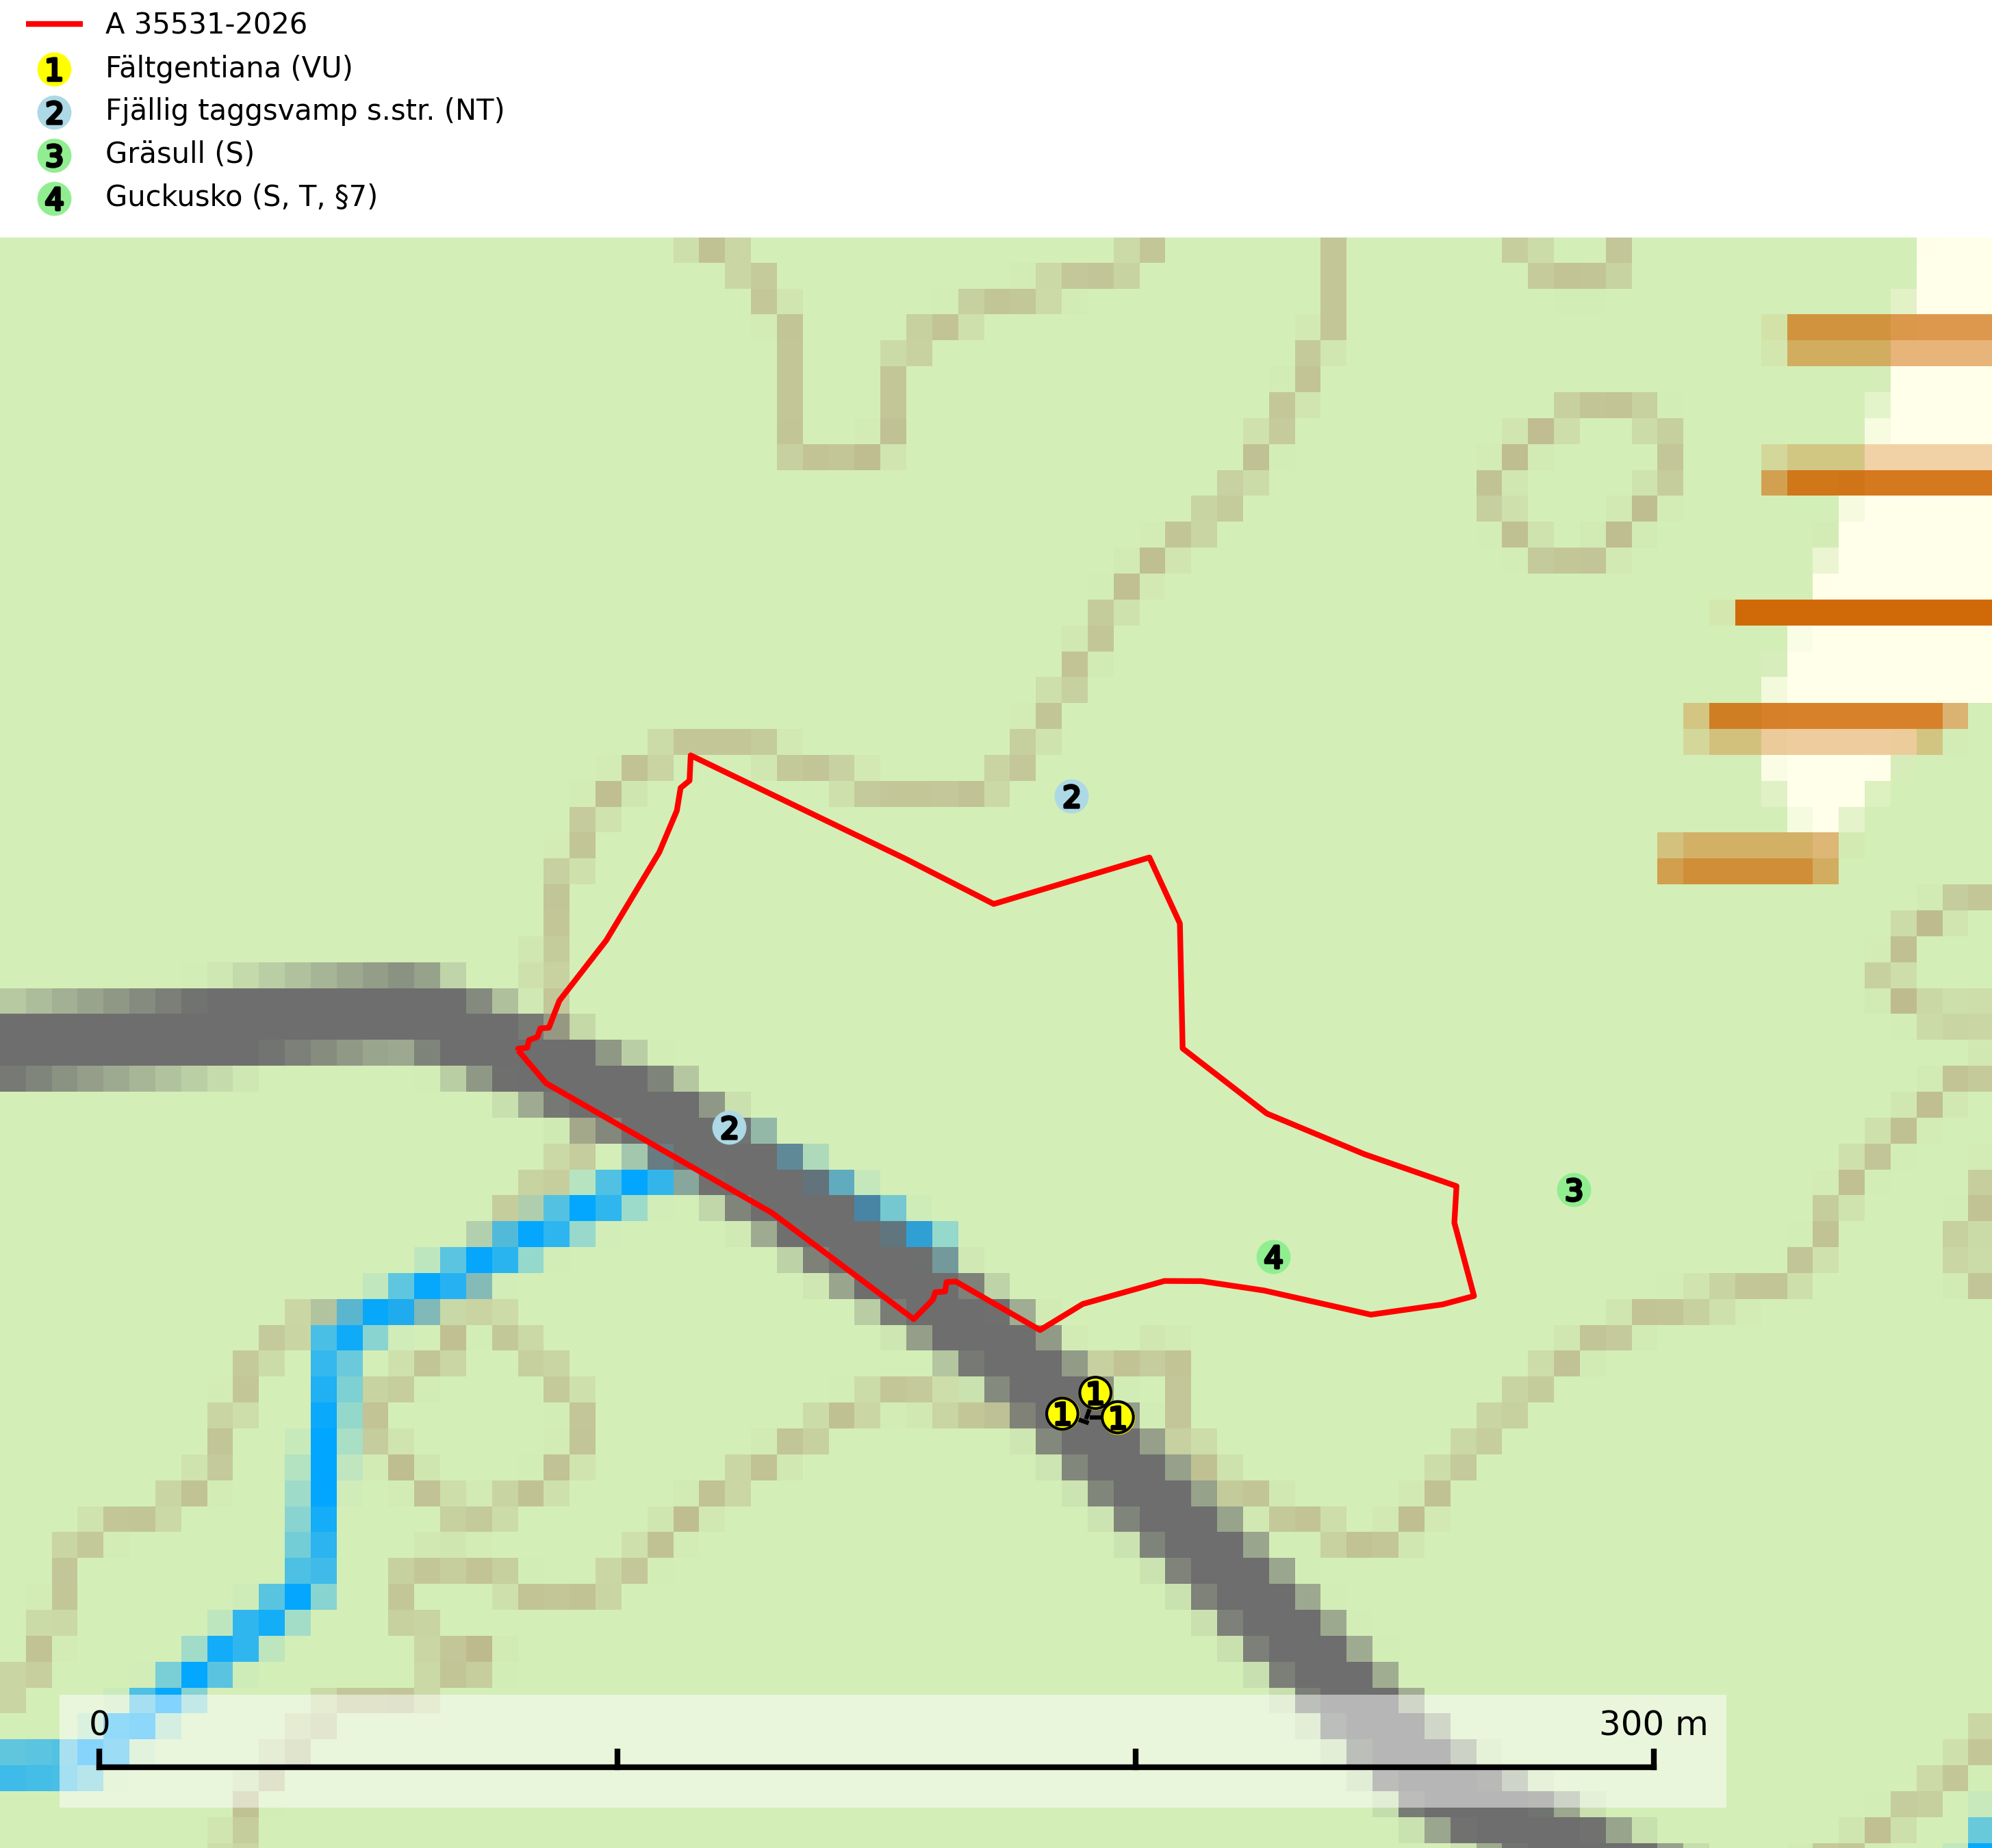 A 35531-2026
1 Fältgentiana (VU)
2 Fjällig taggsvamp s.str. (NT)
3 Gräsull (S)
4 Guckusko (S, T, §7)
2
2
3
4
1
1 1
0 300 m